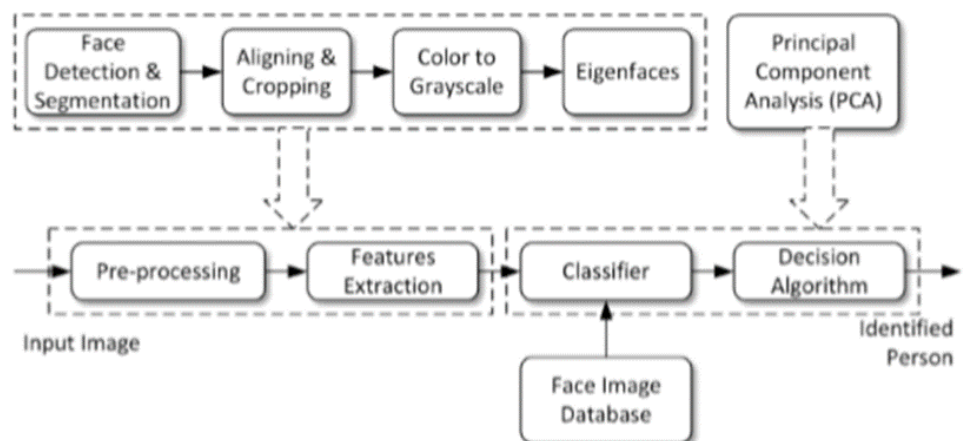 Face
Detection &
Segmentation
Aligning &
Cropping
Color to
Grayscale
Eigenfaces
Principal
Component
Analysis (PCA)
Pre-processing
Features
Extraction
Classifier
Decision
Algorithm
Input Image
Identified
Person
Face Image
Database